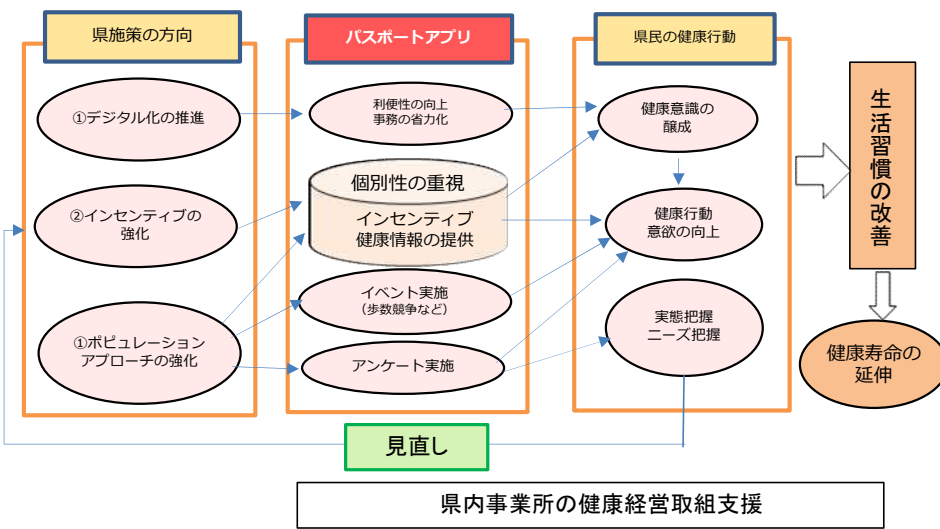 県施策の方向
①デジタル化の推進
②インセンティブの
強化
①ポピュレーション
アプローチの強化
パスポートアプリ
利便性の向上
事務の省力化
個別性の重視
インセンティブ
健康情報の提供
イベント実施
(歩数競争など)
アンケート実施
県民の健康行動
健康意識の
醸成
健康行動
意欲の向上
実態把握
ニーズ把握
生活習慣の改善
健康寿命の
延伸
見直し
県内事業所の健康経営取組支援